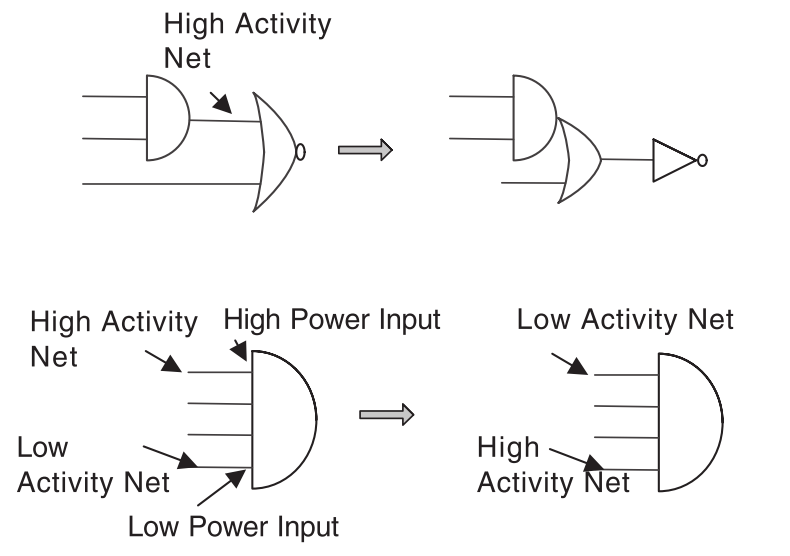 High Activity
Net
High Activity
Net
High Power Input
Low
Activity Net
Low Power Input
Low Activity Net
High
Activity Net